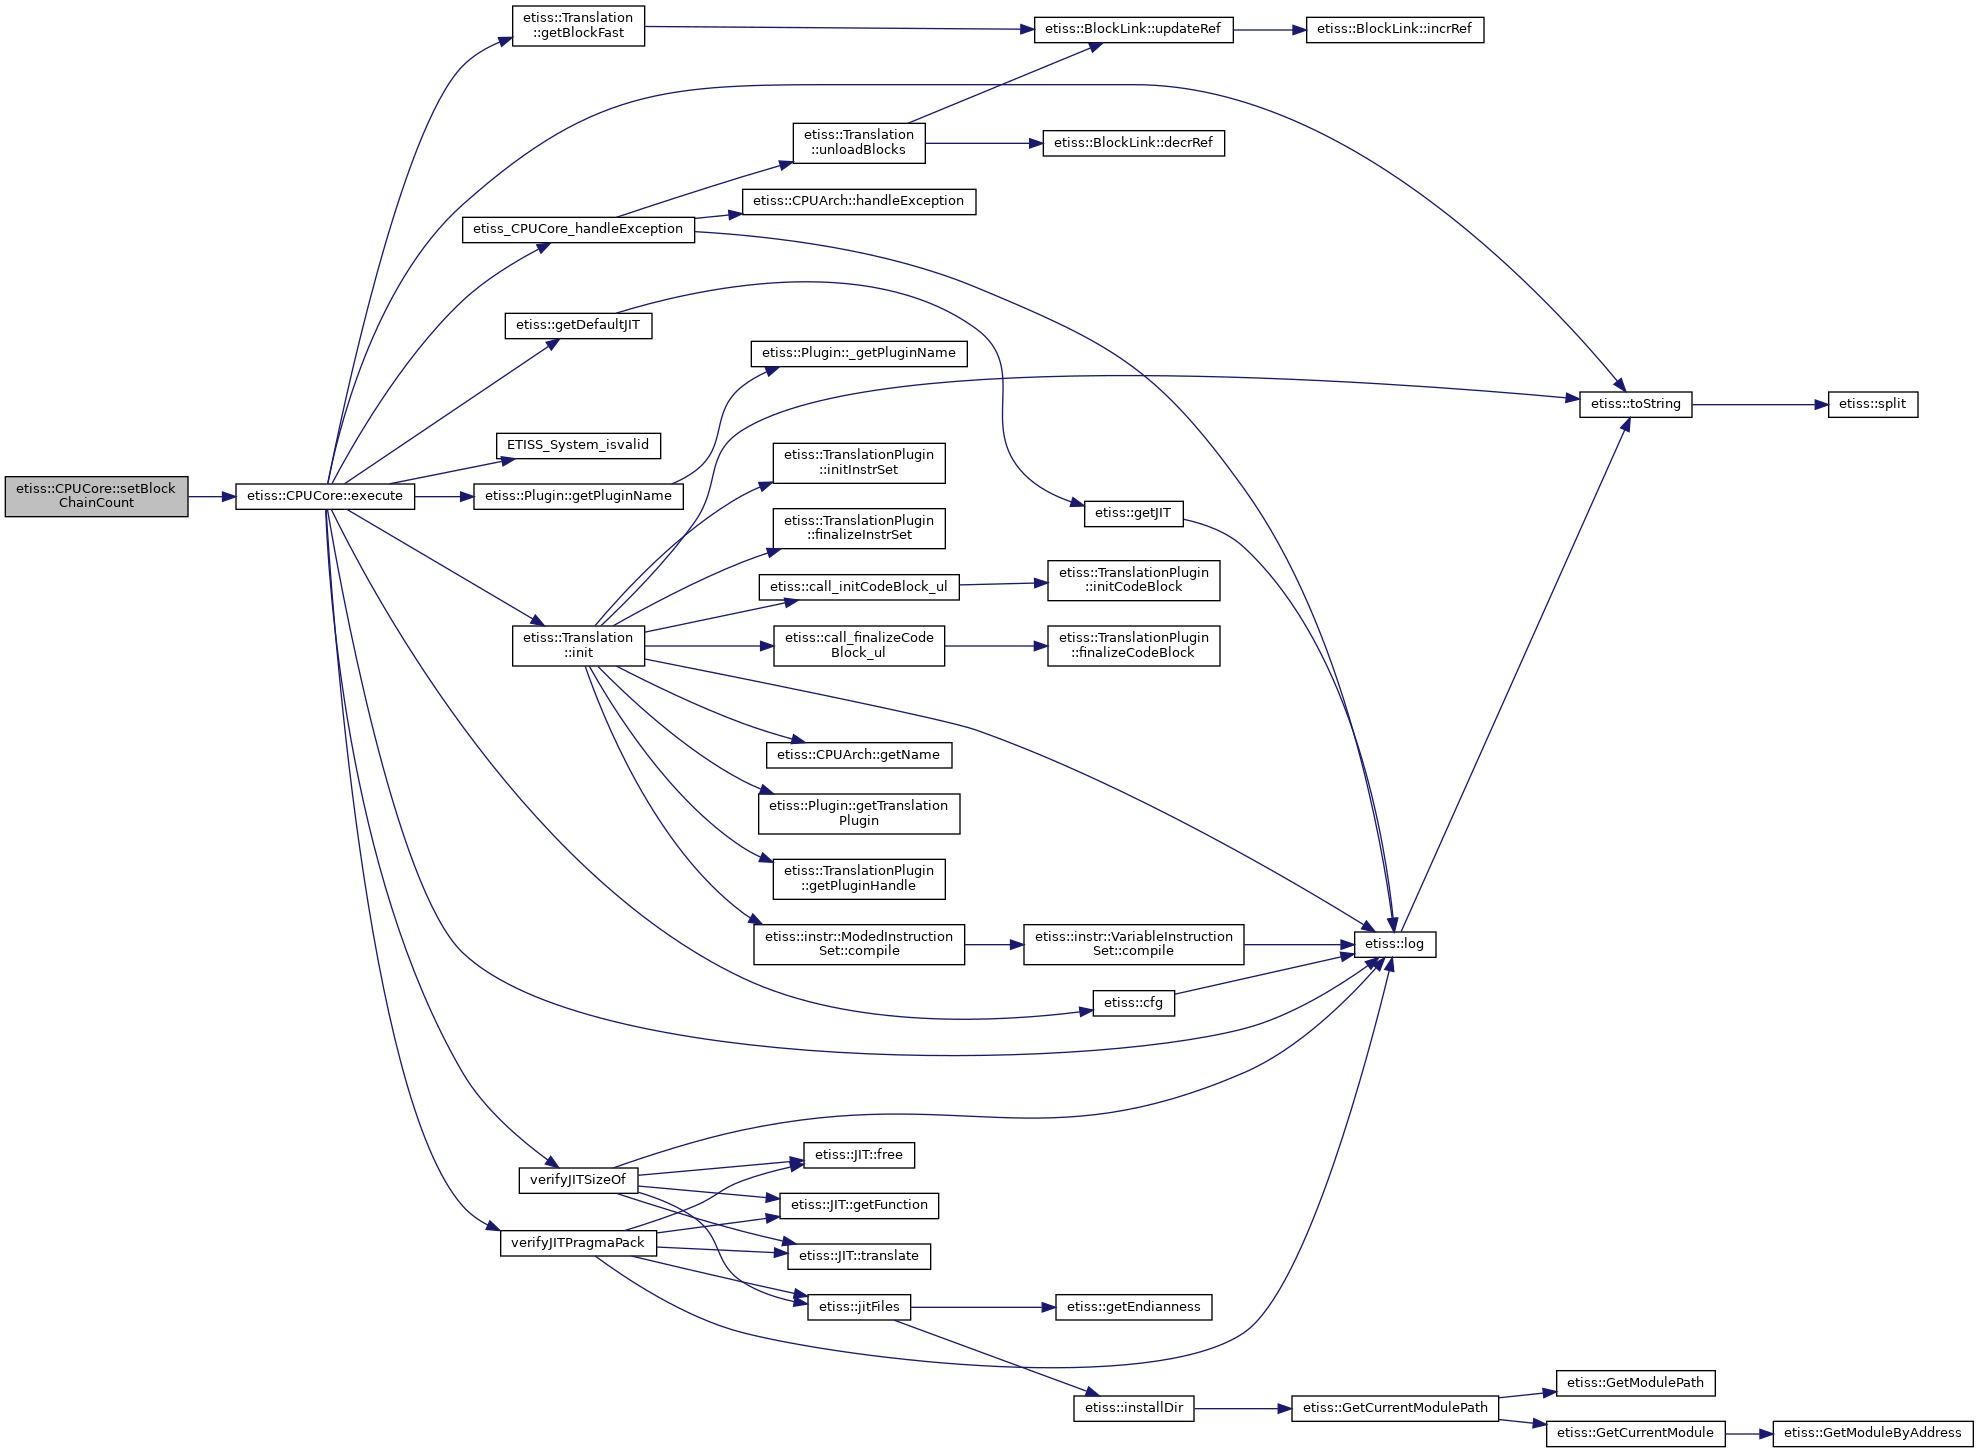 etiss::Translation
::getBlockFast
etiss::BlockLink::updateRef
etiss::BlockLink::incrRef
etiss::Translation
::unloadBlocks
etiss::BlockLink::decrRef
etiss::CPUArch::handleException
etiss_CPUCore_handleException
etiss::getDefaultJIT
etiss::Plugin::_getPluginName
etiss::toString
etiss::split
ETISS_System_isvalid
etiss::TranslationPlugin
::initInstrSet
etiss::CPUCore::setBlock
ChainCount
etiss::CPUCore::execute
etiss::Plugin::getPluginName
etiss::getJIT
etiss::TranslationPlugin
::finalizeInstrSet
etiss::call_initCodeBlock_ul
etiss::TranslationPlugin
::initCodeBlock
etiss::Translation
::init
etiss::call_finalizeCode
Block_ul
etiss::TranslationPlugin
::finalizeCodeBlock
etiss::CPUArch::getName
etiss::Plugin::getTranslation
Plugin
etiss::TranslationPlugin
::getPluginHandle
etiss::instr::ModedInstruction
Set::compile
etiss::instr::VariableInstruction
Set::compile
etiss::log
etiss::cfg
etiss::JIT::free
verifyJITSizeOf
etiss::JIT::getFunction
verifyJITPragmaPack
etiss::JIT::translate
etiss::jitFiles
etiss::getEndianness
etiss::GetModulePath
etiss::installDir
etiss::GetCurrentModulePath
etiss::GetCurrentModule
etiss::GetModuleByAddress